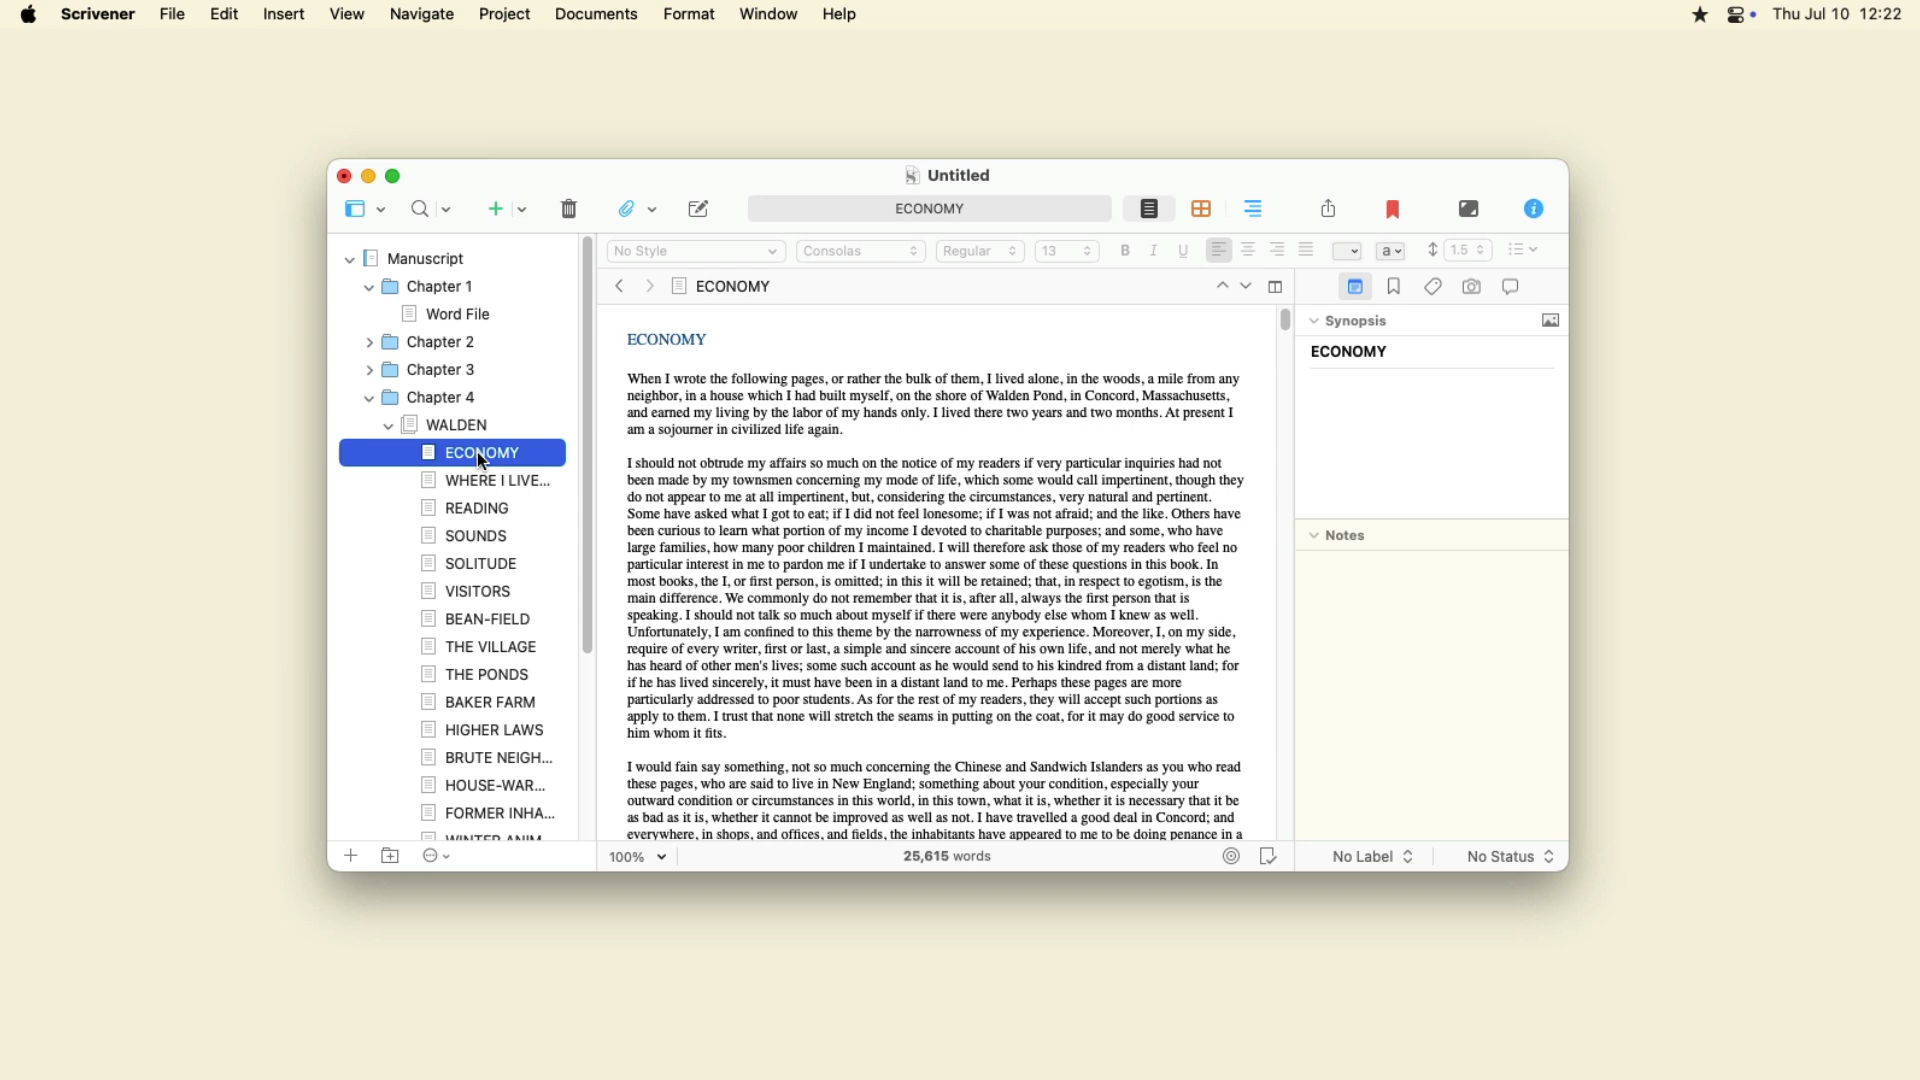 Scrivener File Edit Insert View Navigate Project Documents Format Window Help Thu Jul 10 12:22
Untitled
ECONOMY
No Style Consolas Regular 13 B I U a 1.5
Manuscript
Chapter 1
Word File
Chapter 2
Chapter 3
Chapter 4
WALDEN
ECONOMY
WHERE I LIVE...
READING
SOUNDS
SOLITUDE
VISITORS
BEAN-FIELD
THE VILLAGE
THE PONDS
BAKER FARM
HIGHER LAWS
BRUTE NEIGH...
HOUSE-WAR...
FORMER INHA...
ECONOMY
ECONOMY
When I wrote the following pages, or rather the bulk of them, I lived alone, in the woods, a mile from any
neighbor, in a house which I had built myself, on the shore of Walden Pond, in Concord, Massachusetts,
and earned my living by the labor of my hands only. I lived there two years and two months. At present I
am a sojourner in civilized life again.
I should not obtrude my affairs so much on the notice of my readers if very particular inquiries had not
been made by my townsmen concerning my mode of life, which some would call impertinent, though they
do not appear to me at all impertinent, but, considering the circumstances, very natural and pertinent.
Some have asked what I got to eat; if I did not feel lonesome; if I was not afraid; and the like. Others have
been curious to learn what portion of my income I devoted to charitable purposes; and some, who have
large families, how many poor children I maintained. I will therefore ask those of my readers who feel no
particular interest in me to pardon me if I undertake to answer some of these questions in this book. In
most books, the I, or first person, is omitted; in this it will be retained; that, in respect to egotism, is the
main difference. We commonly do not remember that it is, after all, always the first person that is
speaking. I should not talk so much about myself if there were anybody else whom I knew as well.
Unfortunately, I am confined to this theme by the narrowness of my experience. Moreover, I, on my side,
require of every writer, first or last, a simple and sincere account of his own life, and not merely what he
has heard of other men's lives; some such account as he would send to his kindred from a distant land; for
if he has lived sincerely, it must have been in a distant land to me. Perhaps these pages are more
particularly addressed to poor students. As for the rest of my readers, they will accept such portions as
apply to them. I trust that none will stretch the seams in putting on the coat, for it may do good service to
him whom it fits.
I would fain say something, not so much concerning the Chinese and Sandwich Islanders as you who read
these pages, who are said to live in New England; something about your condition, especially your
outward condition or circumstances in this world, in this town, what it is, whether it is necessary that it be
as bad as it is, whether it cannot be improved as well as not. I have travelled a good deal in Concord; and
everywhere, in shops, and offices, and fields, the inhabitants have appeared to me to be doing penance in a
Synopsis
ECONOMY
Notes
100% 25,615 words No Label No Status